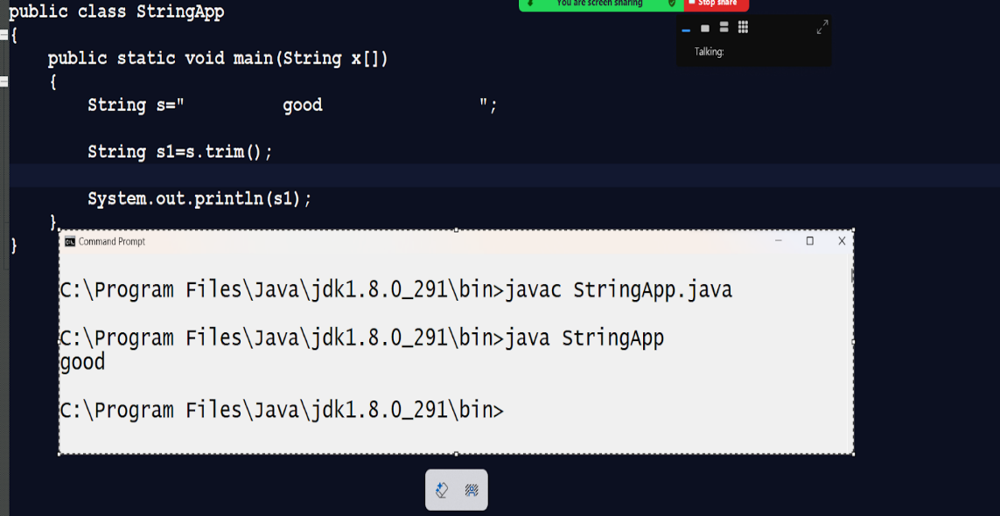 You are screen sharing Stop share
Talking:
public class StringApp
{
    public static void main(String x[])
    {
        String s="          good                ";
        String s1=s.trim();
        System.out.println(s1);
    }
}
Command Prompt
C:\Program Files\Java\jdk1.8.0_291\bin>javac StringApp.java
C:\Program Files\Java\jdk1.8.0_291\bin>java StringApp
good
C:\Program Files\Java\jdk1.8.0_291\bin>